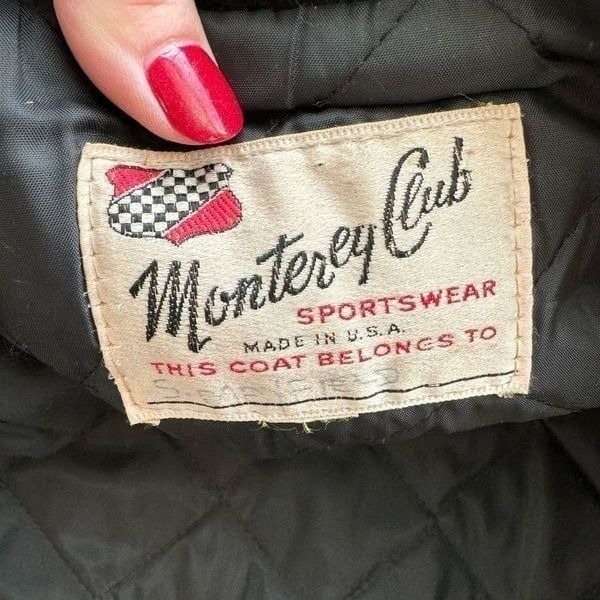 Monterey Club
SPORTSWEAR
MADE IN U.S.A.
THIS COAT BELONGS TO